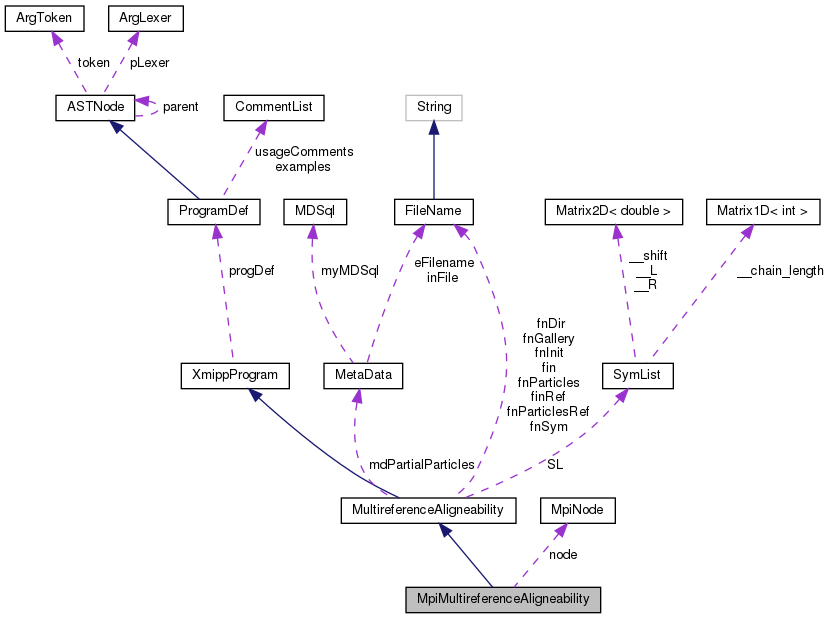 ArgToken
ArgLexer
token
pLexer
ASTNode
parent
CommentList
String
usageComments
examples
ProgramDef
MDSql
FileName
Matrix2D< double >
Matrix1D< int >
progDef
myMDSql
eFilename
inFile
__shift
__L
__R
__chain_length
fnDir
fnGallery
fnInit
fin
fnParticles
finRef
fnParticlesRef
fnSym
XmippProgram
MetaData
SymList
mdPartialParticles
SL
MultireferenceAligneability
MpiNode
node
MpiMultireferenceAligneability